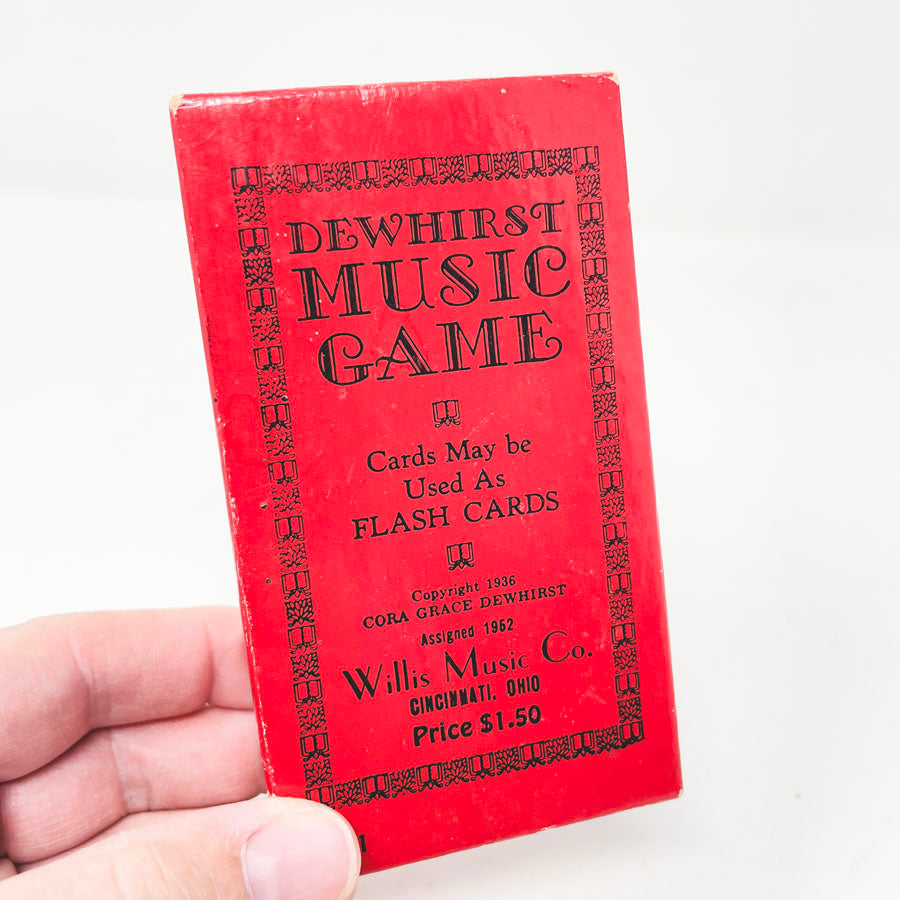 DEWHIRST
MUSIC
GAME
Cards May be
Used As
FLASH CARDS
Copyright 1936
CORA GRACE DEWHIRST
Assigned 1962
Willis Music Co.
CINCINNATI, OHIO
Price $1.50